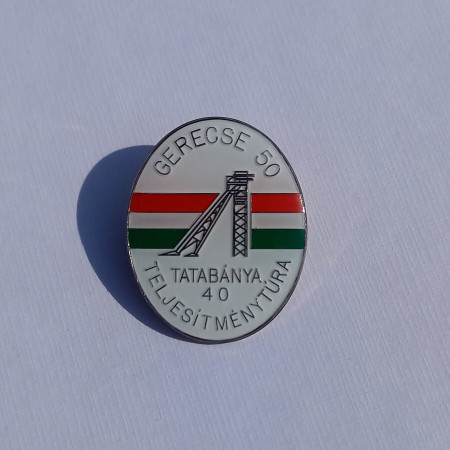 GERECSE 50
TATABÁNYA
40
TELJESÍTMÉNYTÚRA